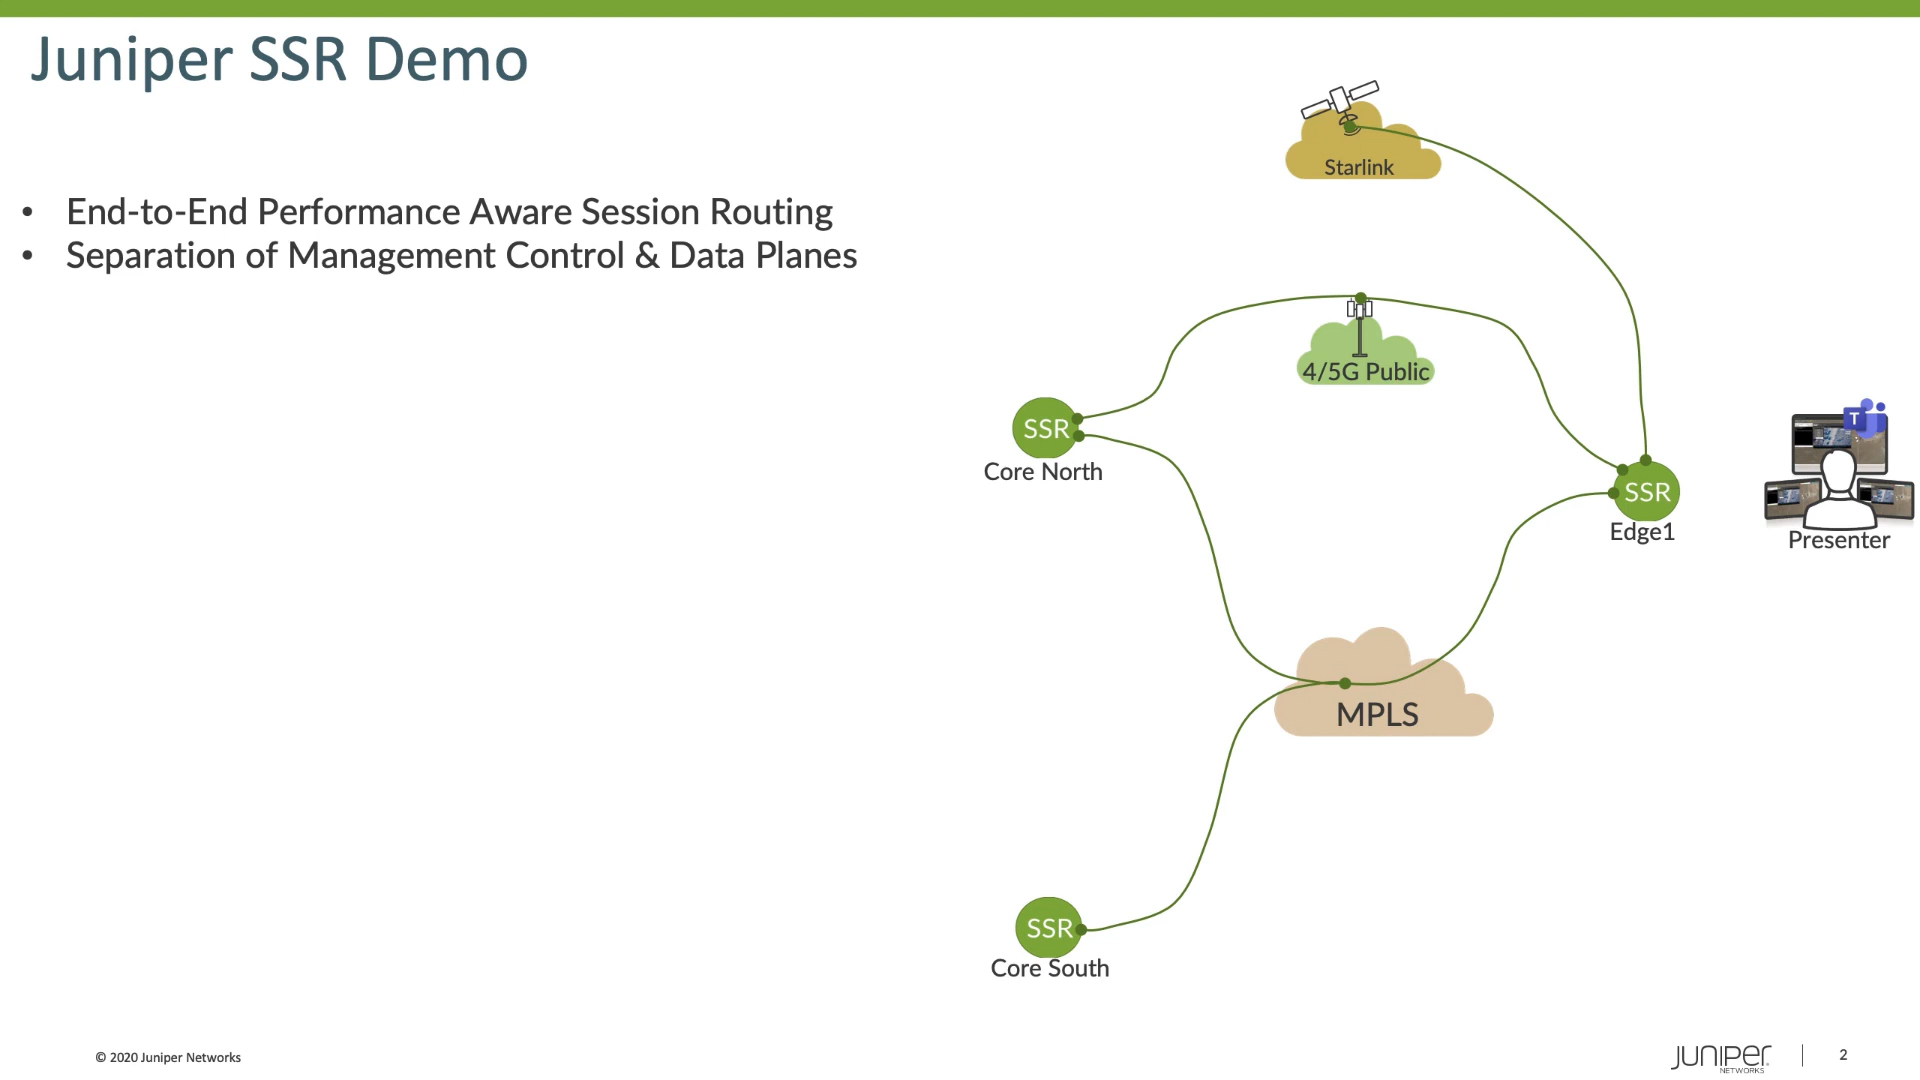 Juniper SSR Demo
• End-to-End Performance Aware Session Routing
• Separation of Management Control & Data Planes
Starlink
4/5G Public
SSR
Core North
T
SSR
Edge1
Presenter
MPLS
SSR
Core South
© 2020 Juniper Networks
JUNIPER
NETWORKS
2